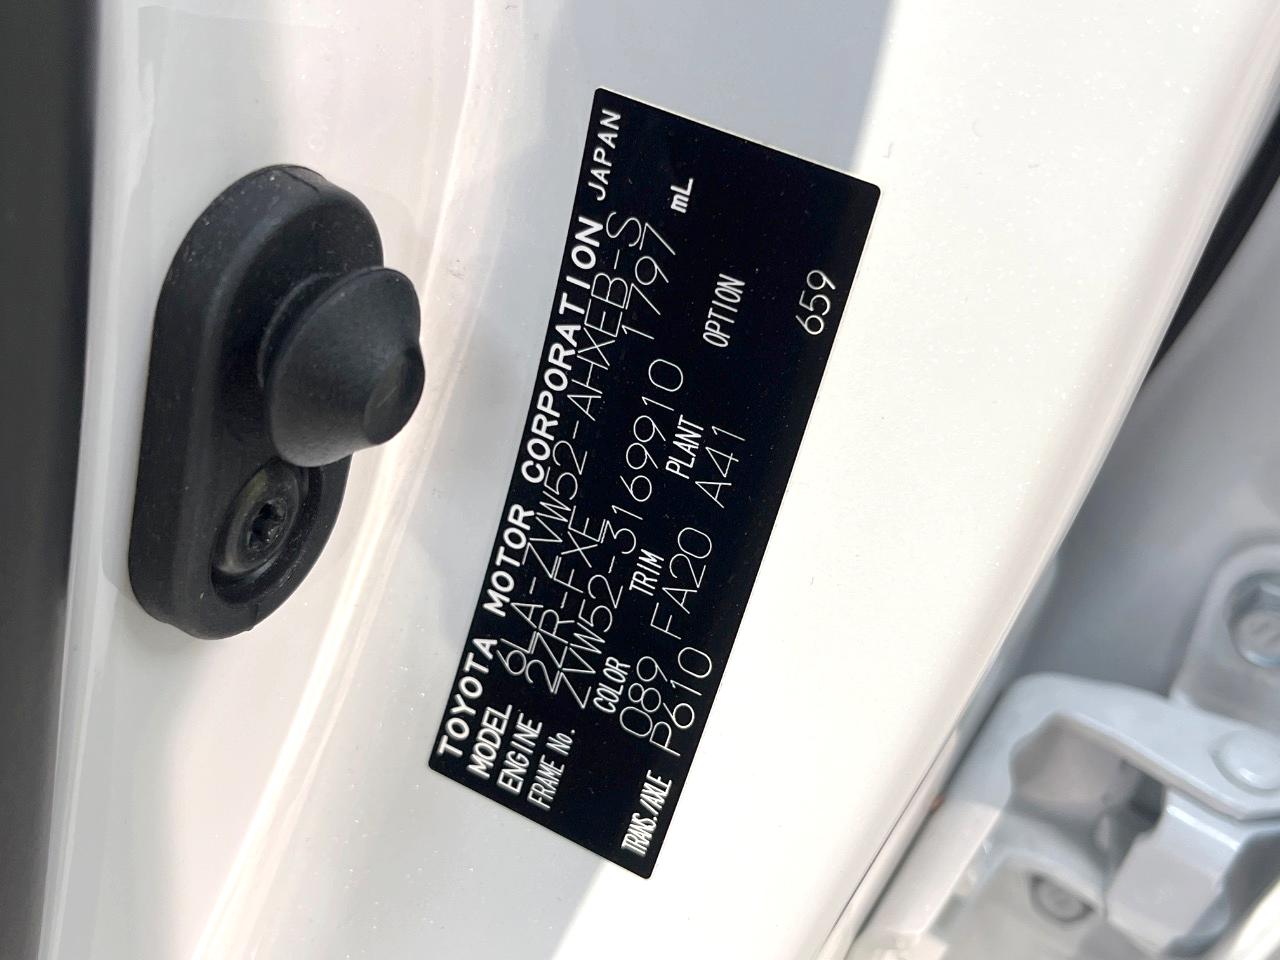 TOYOTA MOTOR CORPORATION JAPAN
MODEL 6LA-ZVW52-AHXEB-S
ENGINE 2ZR-FXE 1797 mL
FRAME No. ZVW52-3169910
COLOR TRIM PLANT OPTION
089 FA20 A41
TRANS./AXLE P610 659